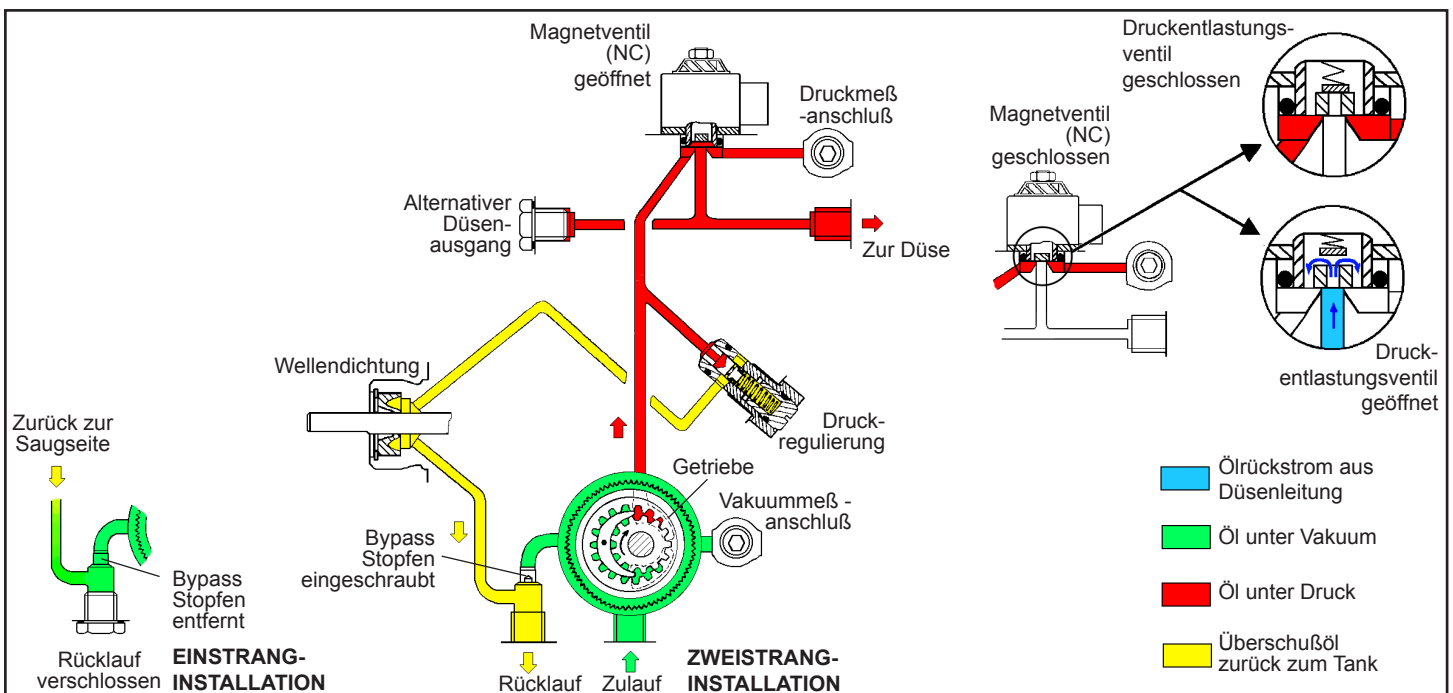 Magnetventil
(NC)
geöffnet
Druckmeß
-anschluß
Druckentlastungs-
ventil
geschlossen
Magnetventil
(NC)
geschlossen
Alternativer
Düsen-
ausgang
Zur Düse
Druck-
entlastungsventil
geöffnet
Wellendichtung
Druck-
regulierung
Zurück zur
Saugseite
Getriebe
Vakuummeß -
anschluß
Bypass
Stopfen
eingeschraubt
Bypass
Stopfen
entfernt
Rücklauf
verschlossen
EINSTRANG-
INSTALLATION
Rücklauf
Zulauf
ZWEISTRANG-
INSTALLATION
Ölrückstrom aus
Düsenleitung
Öl unter Vakuum
Öl unter Druck
Überschußöl
zurück zum Tank